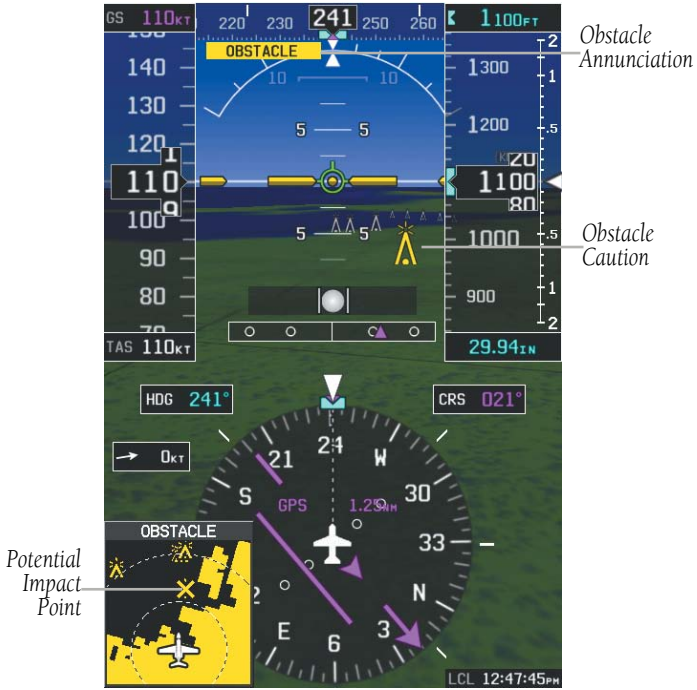 GS 110KT
220 230 241 250 260
1100FT
OBSTACLE
Obstacle
Annunciation
140
130
120
110
100
90
80
70
10 10
5 5
5 5
1300
1200
1100
20
80
1000
900
2
1
.5
.5
1
2
Obstacle
Caution
TAS 110KT
29.94IN
HDG 241°
CRS 021°
0KT
21 24 W 30 33 N 3 6 E S
GPS 1.25NM
OBSTACLE
Potential
Impact
Point
LCL 12:47:45PM